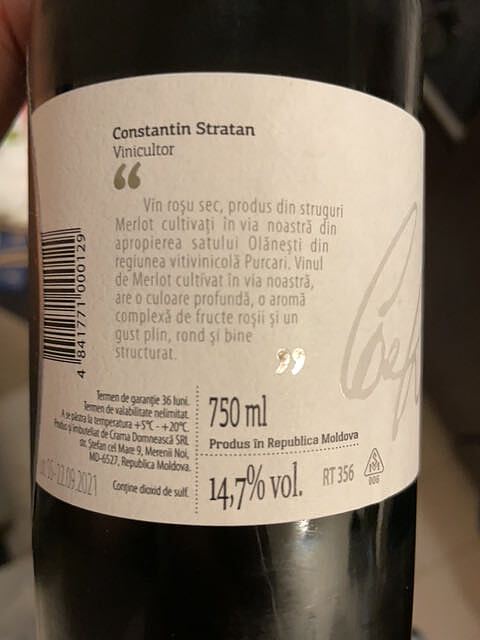 Constantin Stratan
Vinicultor
“
Vin roșu sec, produs din struguri
Merlot cultivați în via noastră din
apropierea satului Olănești din
regiunea vitivinicolă Purcari. Vinul
de Merlot cultivat în via noastră,
are o culoare profundă, o aromă
complexă de fructe roșii și un
gust plin, rond și bine
structurat.
”
4 841771 000129
Termen de garanție 36 luni.
Termen de valabilitate nelimitat.
A se păstra la temperatura +5°C - +20°C.
Produs și îmbuteliat de Crama Domnească SRL
str. Ștefan cel Mare 9, Merenii Noi,
MD-6527, Republica Moldova.
22.09.2021
Conține dioxid de sulf.
750 ml
Produs în Republica Moldova
14,7% vol.
RT 356
006